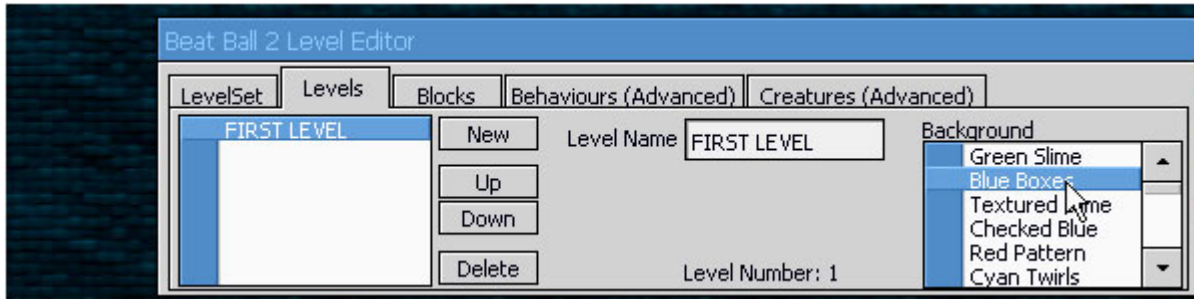 Beat Ball 2 Level Editor
LevelSet
Levels
Blocks
Behaviours (Advanced)
Creatures (Advanced)
FIRST LEVEL
New
Up
Down
Delete
Level Name
FIRST LEVEL
Level Number: 1
Background
Green Slime
Blue Boxes
Textured
Checked Blue
Red Pattern
Cyan Twirls